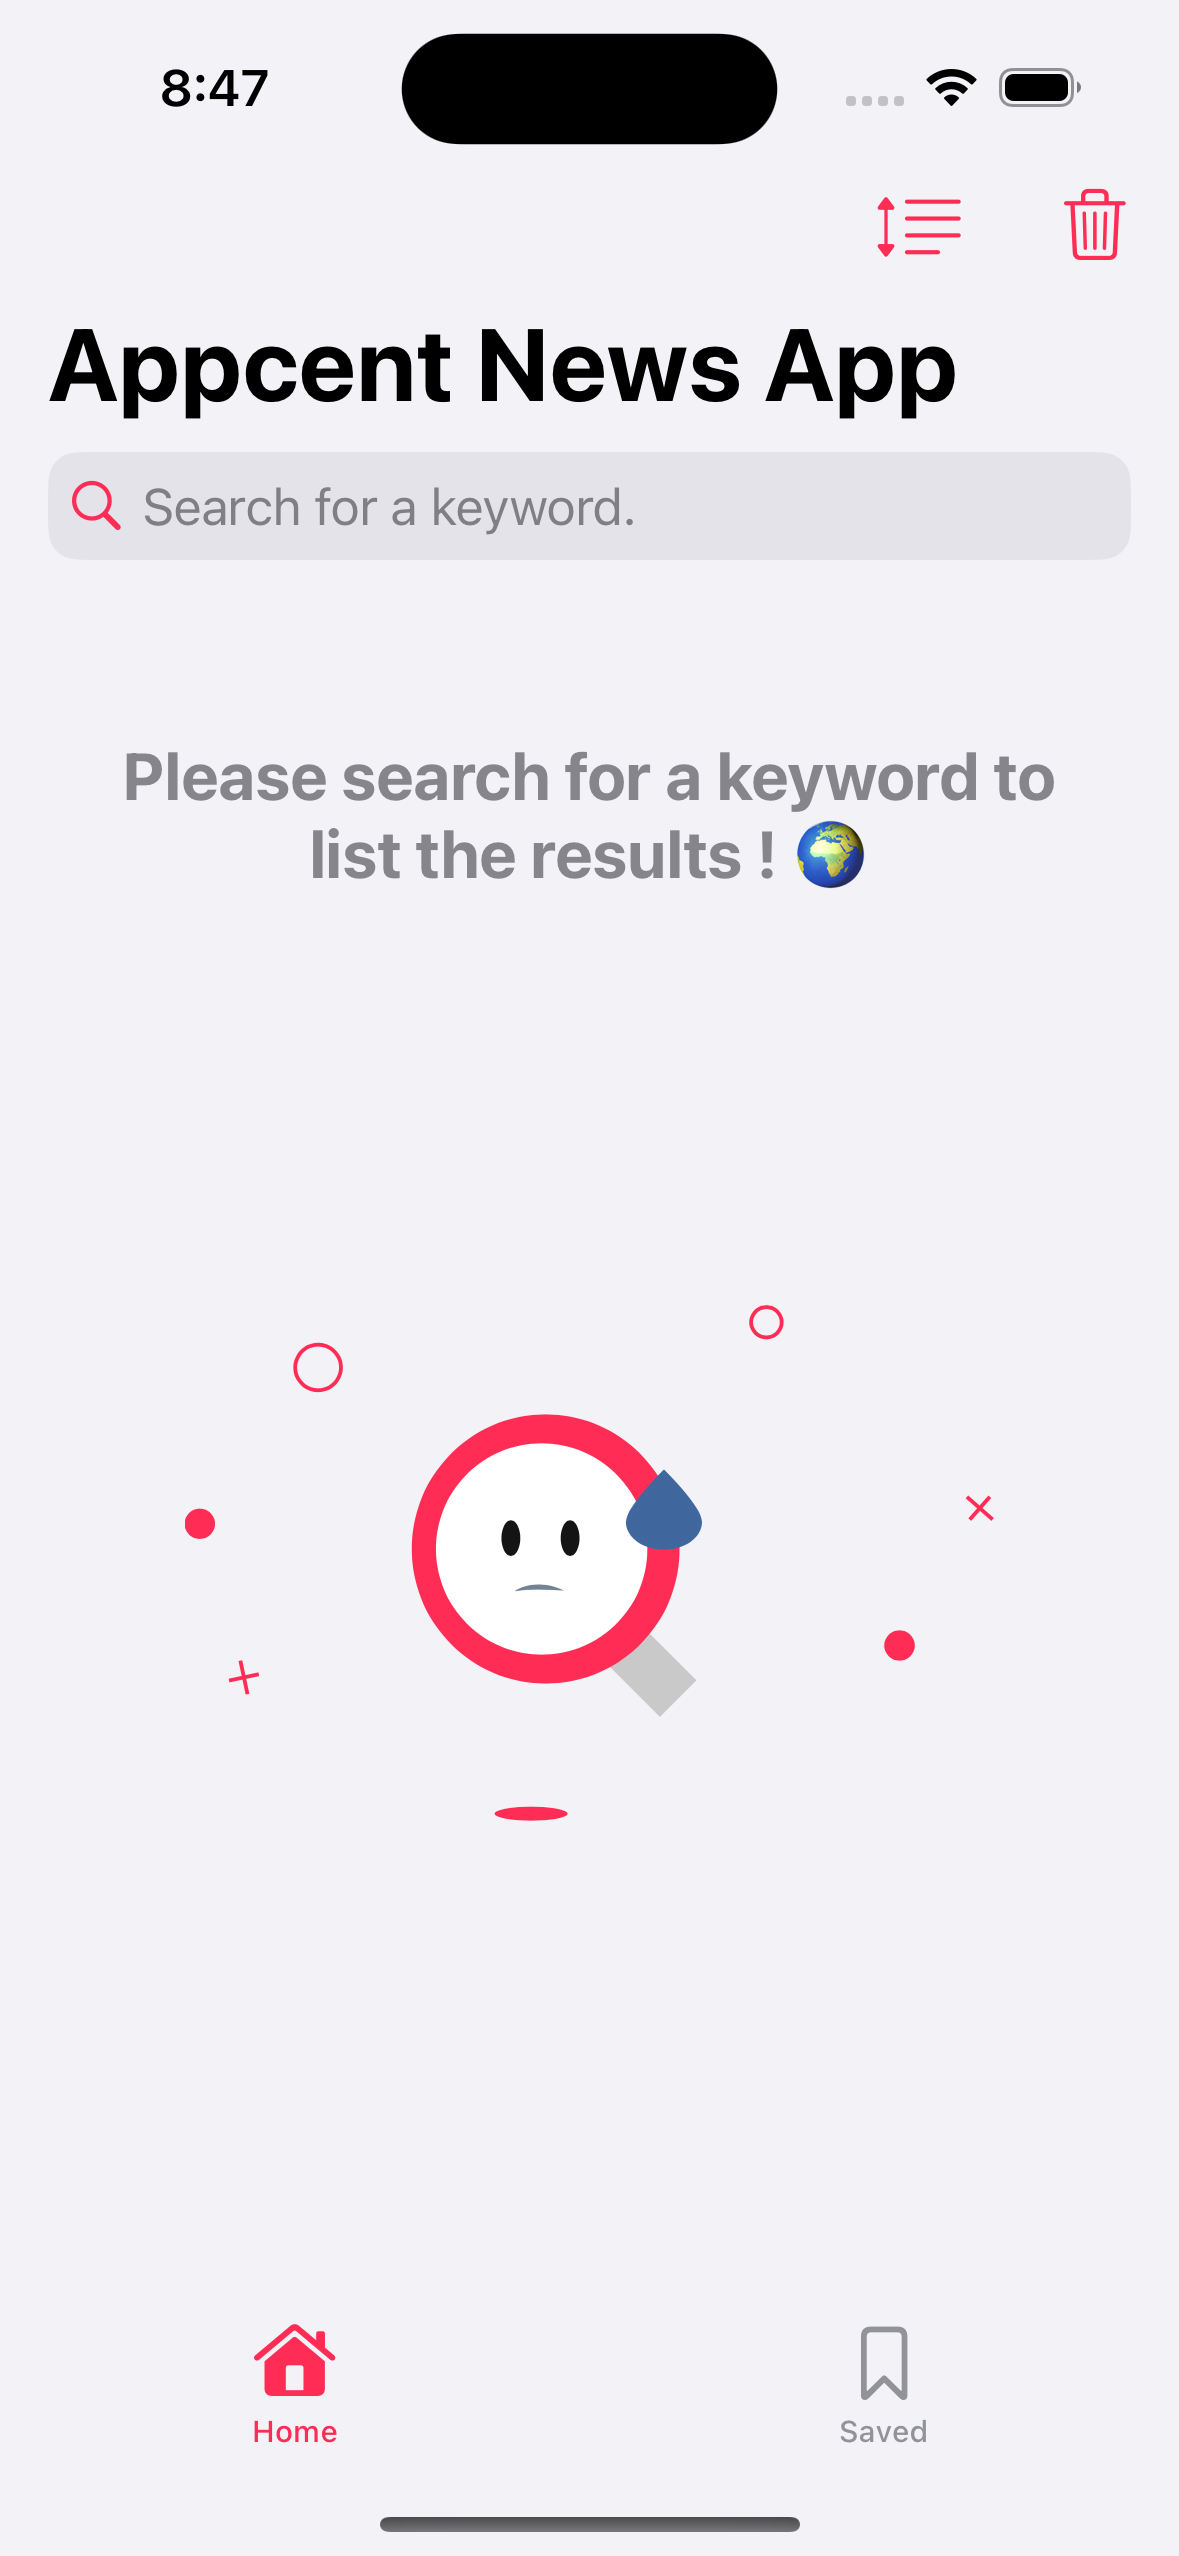 8:47
Appcent News App
Search for a keyword.
Please search for a keyword to
list the results ! 🌍
Home
Saved